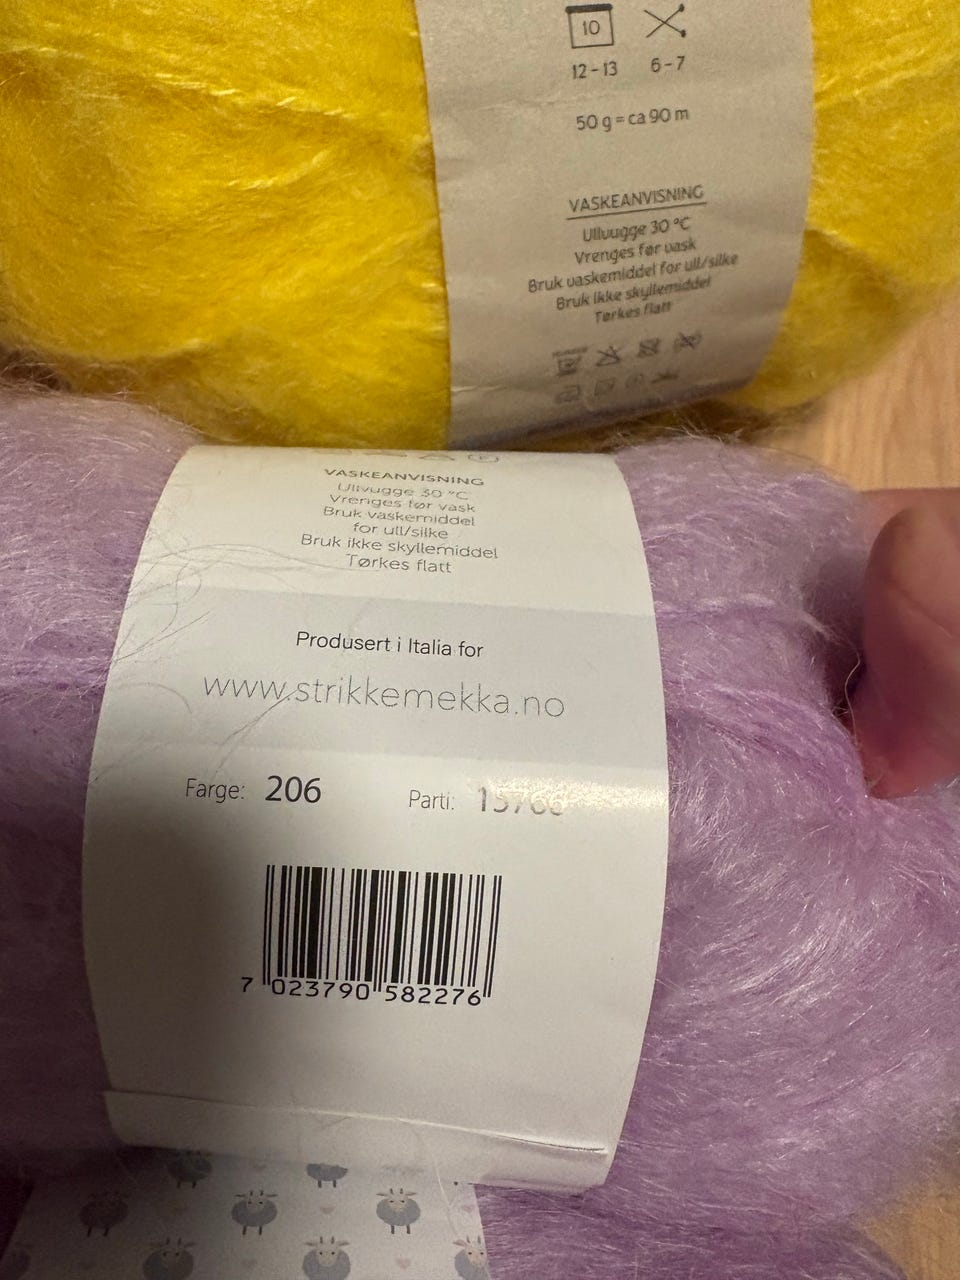 10
12-13 6-7
50 g = ca 90 m
VASKEANVISNING
Ullvugge 30 °C
Vrenges før vask
Bruk vaskemiddel for ull/silke
Bruk ikke skyllemiddel
Tørkes flatt
VASKEANVISNING
Ullvugge 30 °C
Vrenges før vask
Bruk vaskemiddel
for ull/silke
Bruk ikke skyllemiddel
Tørkes flatt
Produsert i Italia for
www.strikkemekka.no
Farge: 206 Parti:
7 023790 582276